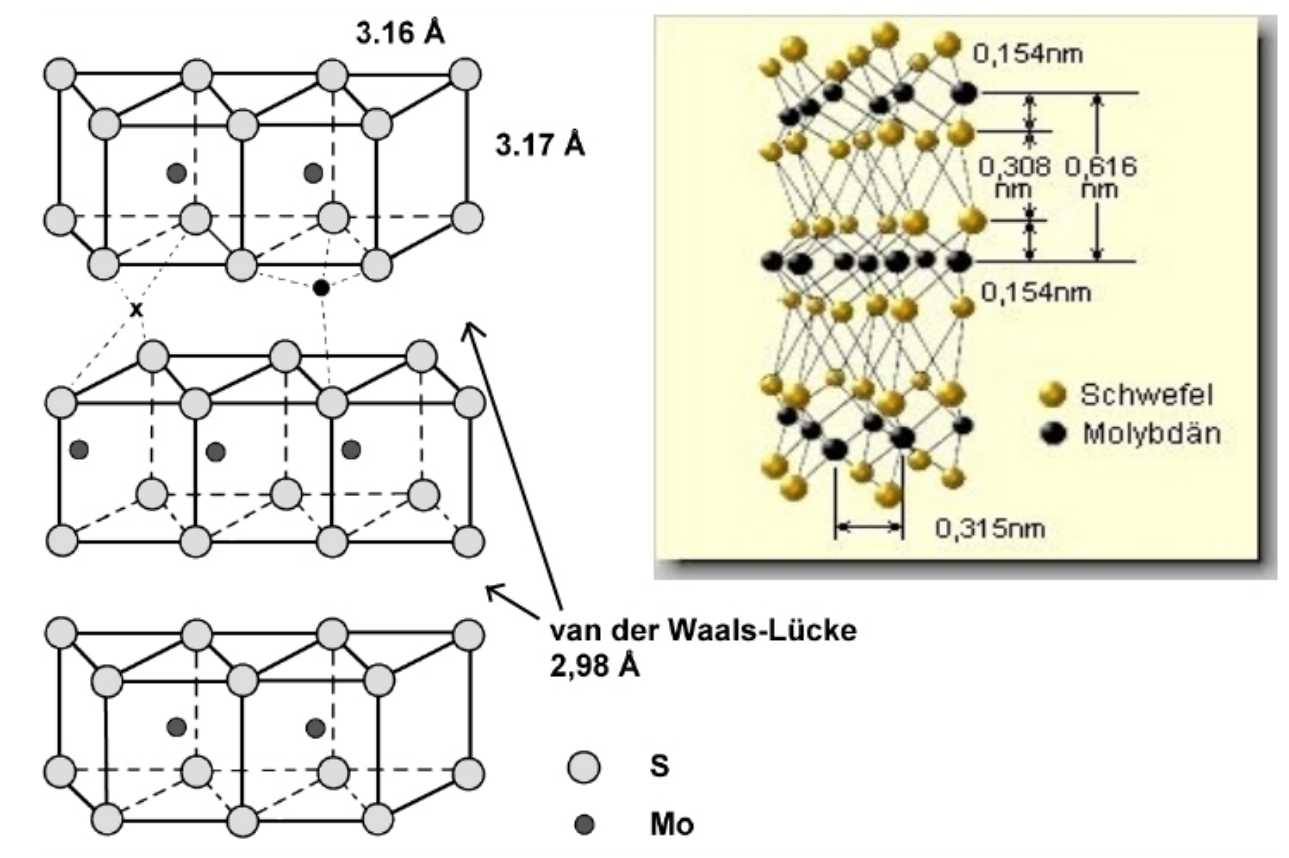 3.16 Å
3.17 Å
x
van der Waals-Lücke
2,98 Å
S
Mo
0,154nm
0,308 0,616
nm nm
0,154nm
Schwefel
Molybdän
0,315nm